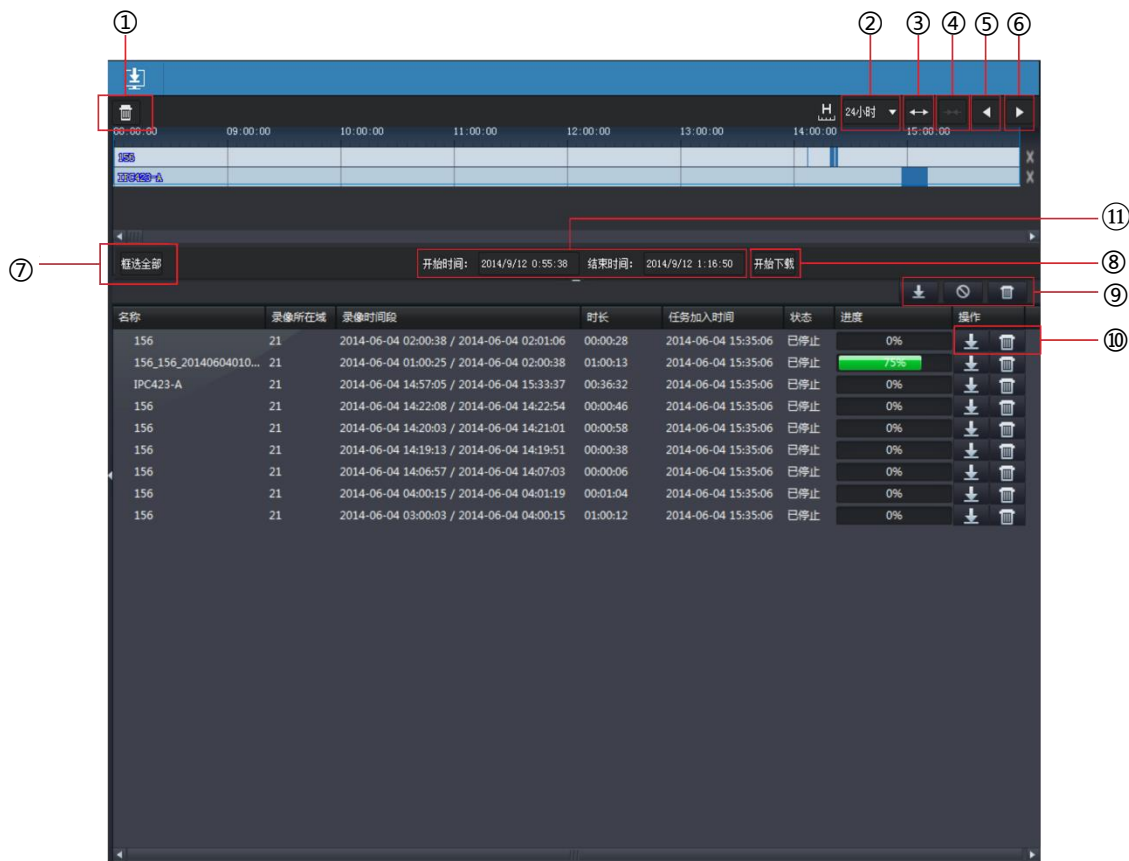 ① ② ③ ④ ⑤ ⑥
H 24小时
00:00:00 09:00:00 10:00:00 11:00:00 12:00:00 13:00:00 14:00:00 15:00:00
156 X
IPC423-A X
⑪
⑦ 框选全部 开始时间: 2014/9/12 0:55:38 结束时间: 2014/9/12 1:16:50 开始下载 ⑧
⑨
名称 录像所在域 录像时间段 时长 任务加入时间 状态 进度 操作
156 21 2014-06-04 02:00:38 / 2014-06-04 02:01:06 00:00:28 2014-06-04 15:35:06 已停止 0% ⑩
156_156_20140604010... 21 2014-06-04 01:00:25 / 2014-06-04 02:00:38 01:00:13 2014-06-04 15:35:06 已停止 75%
IPC423-A 21 2014-06-04 14:57:05 / 2014-06-04 15:33:37 00:36:32 2014-06-04 15:35:06 已停止 0%
156 21 2014-06-04 14:22:08 / 2014-06-04 14:22:54 00:00:46 2014-06-04 15:35:06 已停止 0%
156 21 2014-06-04 14:20:03 / 2014-06-04 14:21:01 00:00:58 2014-06-04 15:35:06 已停止 0%
156 21 2014-06-04 14:19:13 / 2014-06-04 14:19:51 00:00:38 2014-06-04 15:35:06 已停止 0%
156 21 2014-06-04 14:06:57 / 2014-06-04 14:07:03 00:00:06 2014-06-04 15:35:06 已停止 0%
156 21 2014-06-04 04:00:15 / 2014-06-04 04:01:19 00:01:04 2014-06-04 15:35:06 已停止 0%
156 21 2014-06-04 03:00:03 / 2014-06-04 04:00:15 01:00:12 2014-06-04 15:35:06 已停止 0%